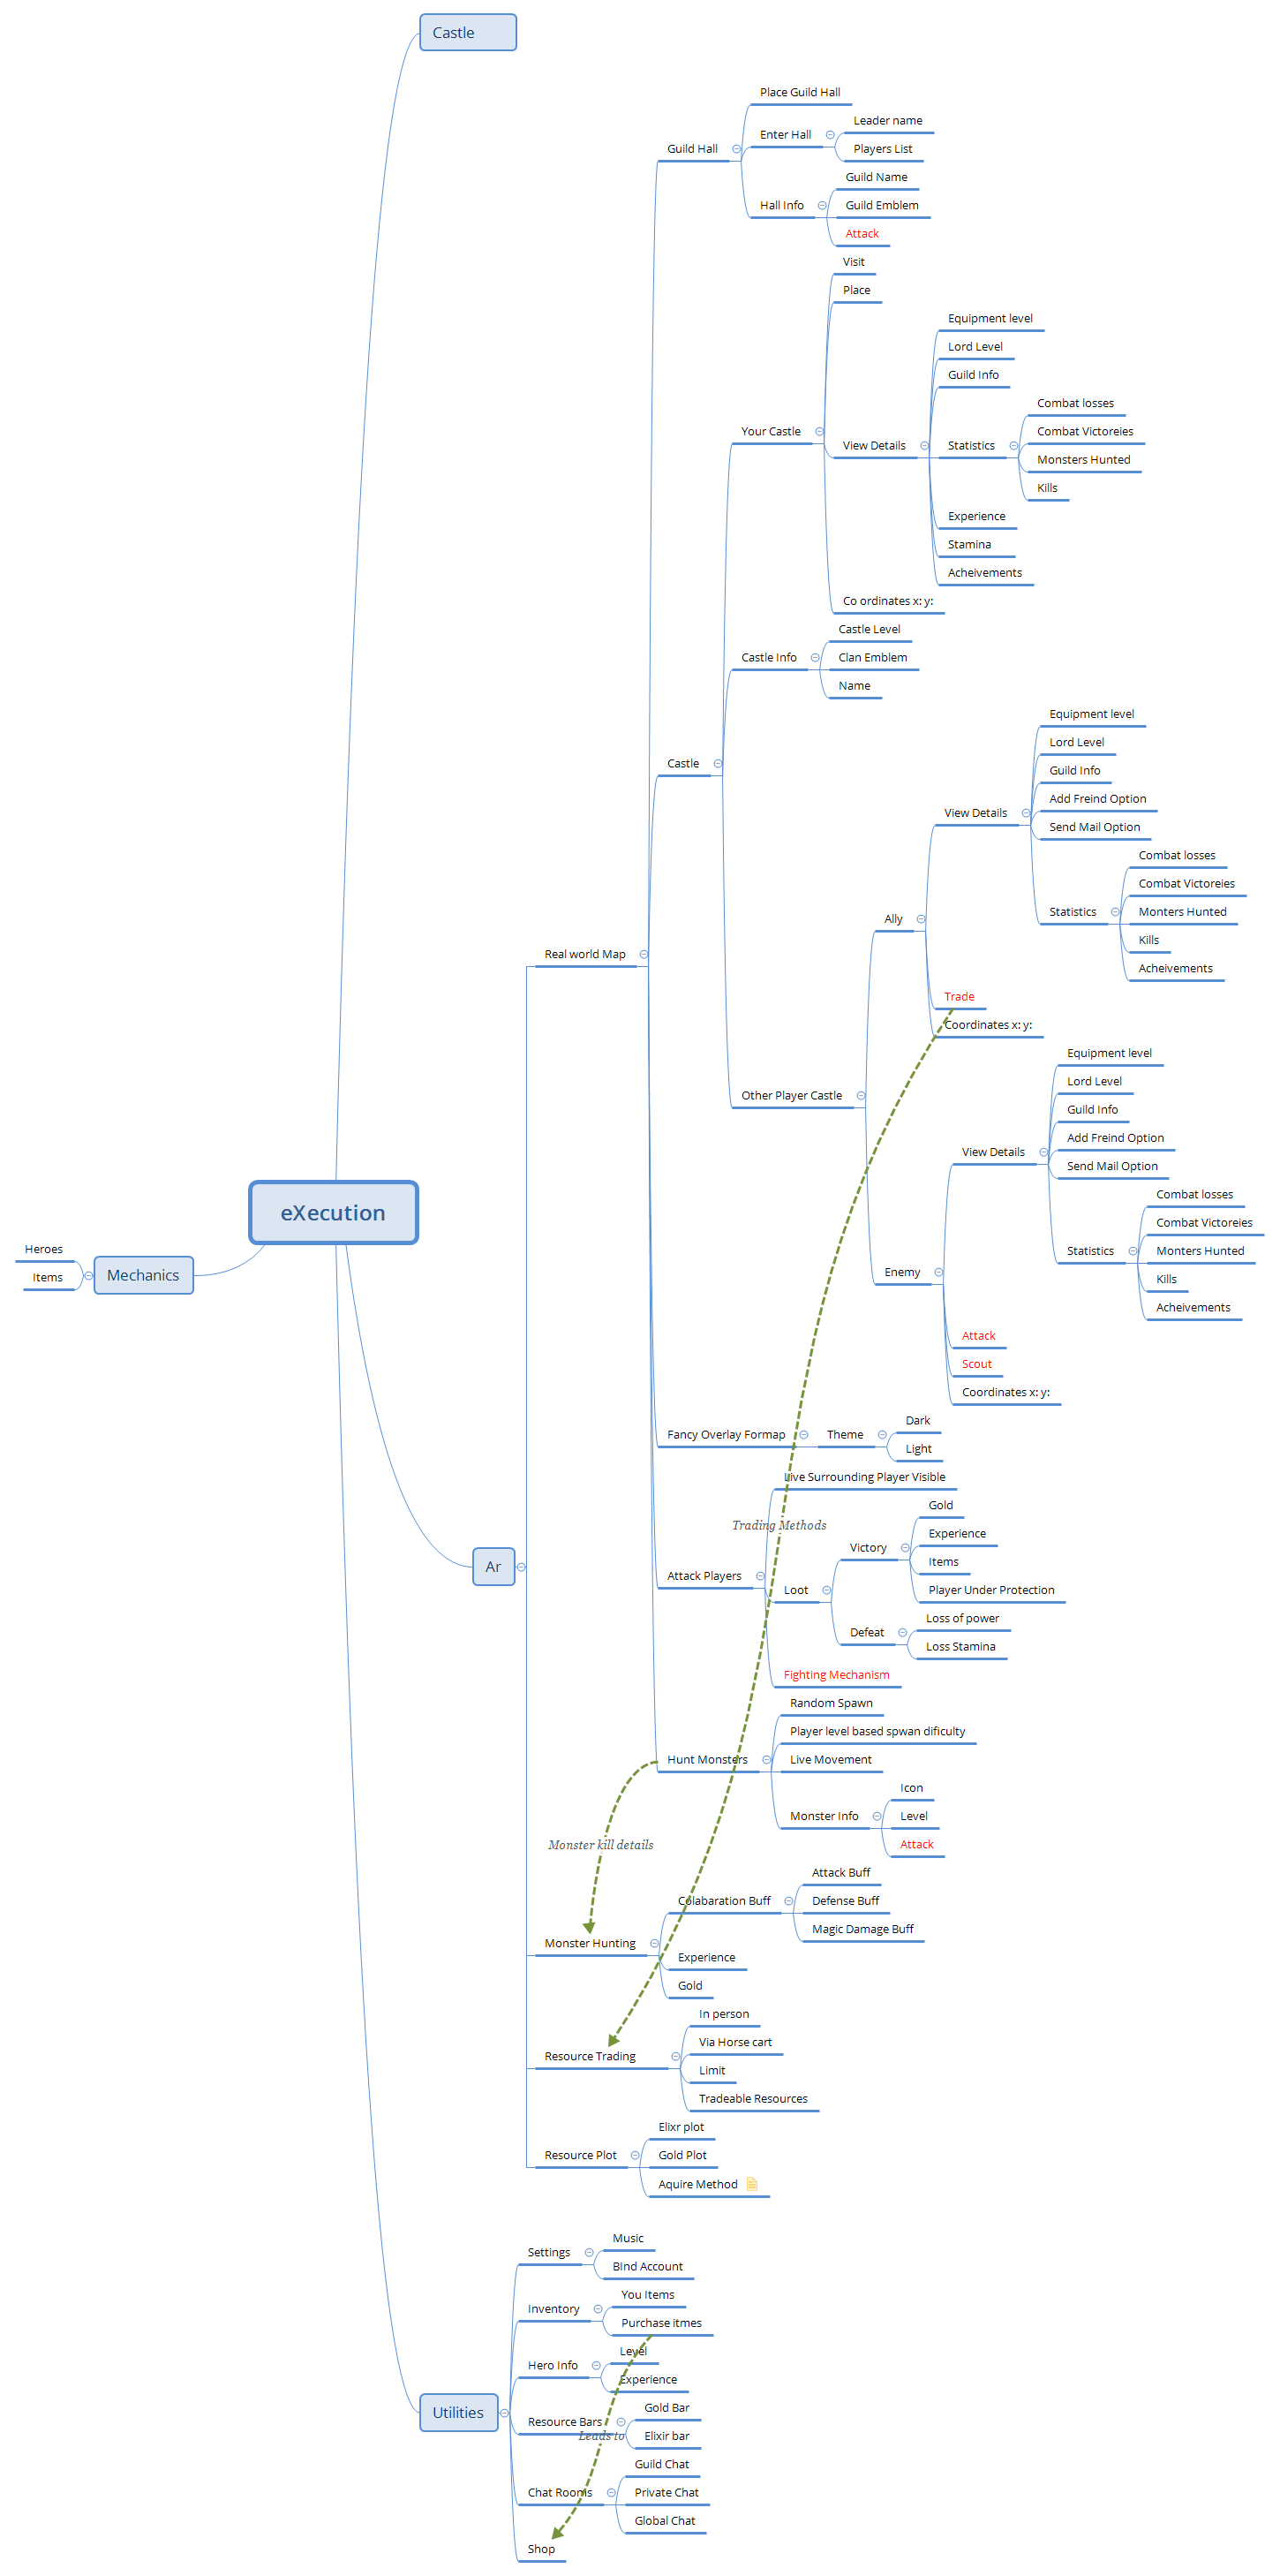 Castle
Place Guild Hall
Leader name
Enter Hall
Players List
Guild Hall
Guild Name
Hall Info
Guild Emblem
Attack
Visit
Place
Equipment level
Lord Level
Guild Info
Combat losses
Your Castle
Combat Victoreies
View Details
Statistics
Monsters Hunted
Kills
Experience
Stamina
Acheivements
Co ordinates x: y:
Castle Level
Castle Info
Clan Emblem
Name
Equipment level
Lord Level
Castle
Guild Info
Add Freind Option
View Details
Send Mail Option
Combat losses
Combat Victoreies
Ally
Statistics
Monters Hunted
Kills
Real world Map
Acheivements
Trade
Coordinates x: y:
Equipment level
Lord Level
Other Player Castle
Guild Info
Add Freind Option
View Details
Send Mail Option
Combat losses
eXecution
Combat Victoreies
Heroes
Statistics
Monters Hunted
Mechanics
Items
Enemy
Kills
Acheivements
Attack
Scout
Coordinates x: y:
Dark
Fancy Overlay Formap
Theme
Light
Live Surrounding Player Visible
Gold
Trading Methods
Experience
Victory
Items
Ar
Attack Players
Loot
Player Under Protection
Loss of power
Defeat
Loss Stamina
Fighting Mechanism
Random Spawn
Player level based spwan dificulty
Hunt Monsters
Live Movement
Icon
Monster Info
Level
Monster kill details
Attack
Attack Buff
Colabaration Buff
Defense Buff
Magic Damage Buff
Monster Hunting
Experience
Gold
In person
Via Horse cart
Resource Trading
Limit
Tradeable Resources
Elixr plot
Resource Plot
Gold Plot
Aquire Method
Music
Settings
BInd Account
You Items
Inventory
Purchase itmes
Level
Hero Info
Experience
Gold Bar
Utilities
Resource Bars
Leads to
Elixir bar
Guild Chat
Chat Rooms
Private Chat
Global Chat
Shop